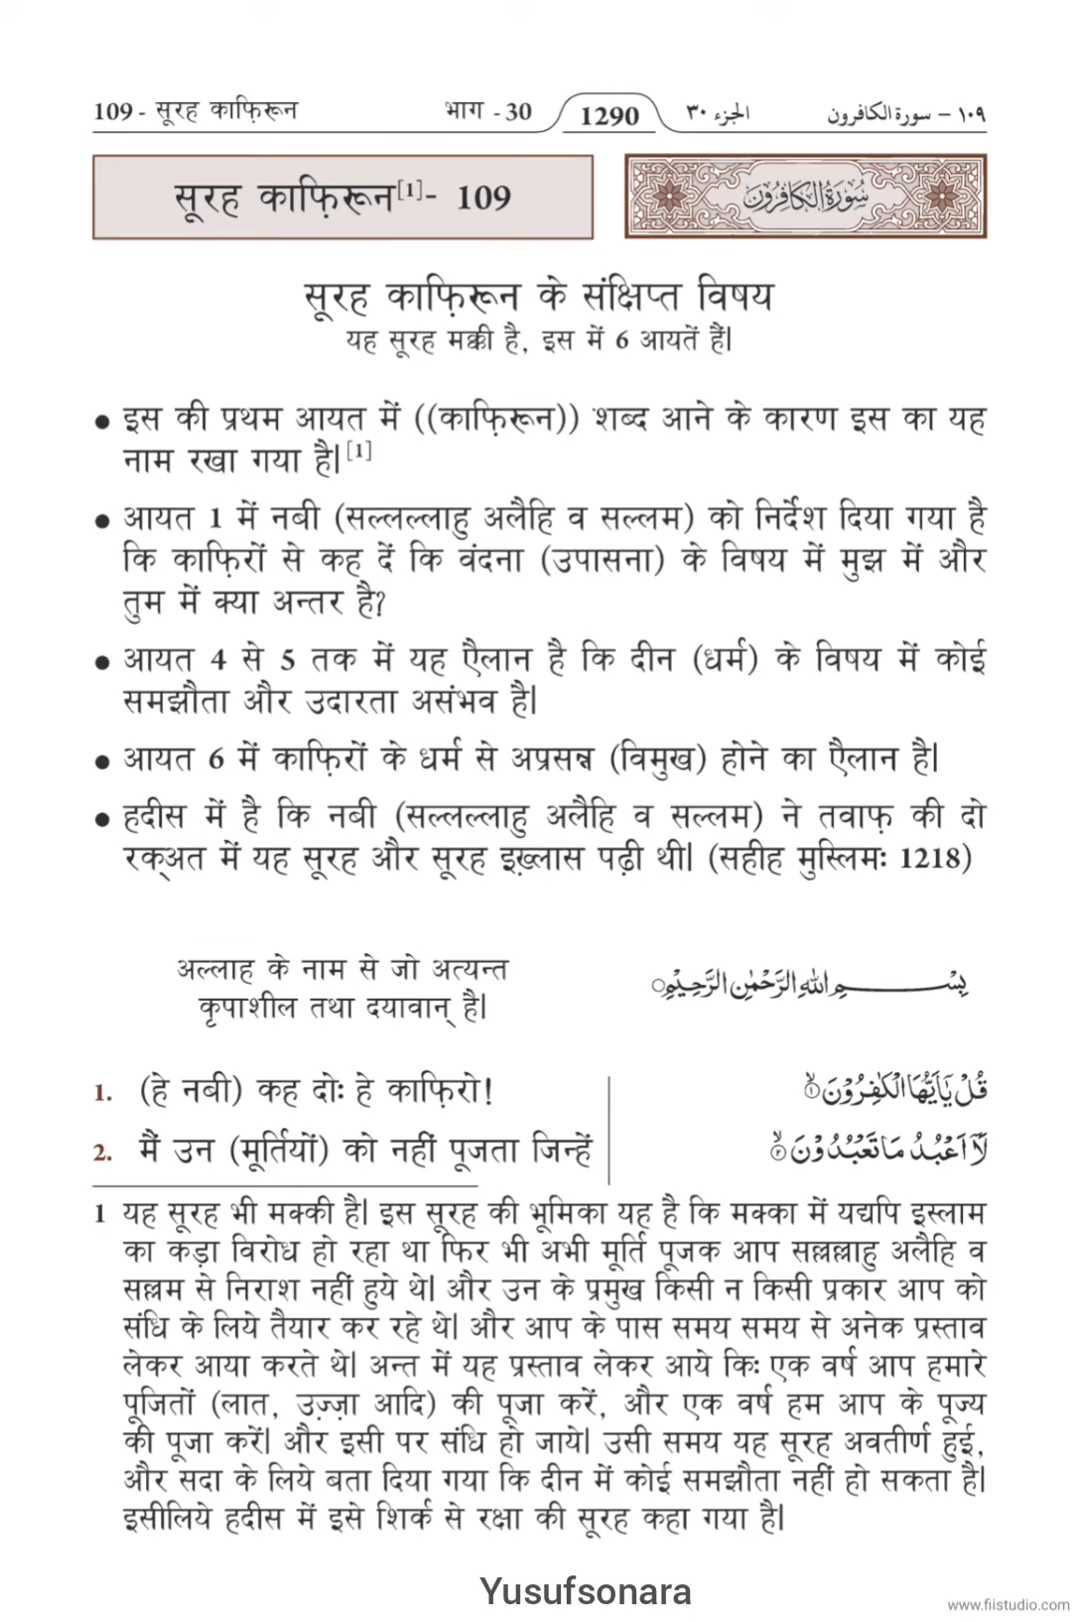 109 - सूरह काफ़िरून भाग - 30 1290 الجزء ٣٠ ١٠٩ – سورة الكافرون
सूरह काफ़िरून[1]- 109 سُورَةُ الكَافِرُونَ
सूरह काफ़िरून के संक्षिप्त विषय
यह सूरह मक्की है, इस में 6 आयतें हैं।
• इस की प्रथम आयत में ((काफ़िरून)) शब्द आने के कारण इस का यह
नाम रखा गया है।[1]
• आयत 1 में नबी (सल्लल्लाहु अलैहि व सल्लम) को निर्देश दिया गया है
कि काफ़िरों से कह दें कि वंदना (उपासना) के विषय में मुझ में और
तुम में क्या अन्तर है?
• आयत 4 से 5 तक में यह ऐलान है कि दीन (धर्म) के विषय में कोई
समझौता और उदारता असंभव है।
• आयत 6 में काफ़िरों के धर्म से अप्रसन्न (विमुख) होने का ऐलान है।
• हदीस में है कि नबी (सल्लल्लाहु अलैहि व सल्लम) ने तवाफ़ की दो
रक्अत में यह सूरह और सूरह इख़्लास पढ़ी थी। (सहीह मुस्लिमः 1218)
अल्लाह के नाम से जो अत्यन्त
कृपाशील तथा दयावान् है।
بِسْـــــــــمِ اللهِ الرَّحْمٰنِ الرَّحِيْمِ○
1. (हे नबी) कह दोः हे काफ़िरो! قُلْ يٰٓاَيُّهَا الْكٰفِرُوْنَ ۙ‏﴿۱﴾
2. मैं उन (मूर्तियों) को नहीं पूजता जिन्हें لَآ اَعْبُدُ مَا تَعْبُدُوْنَ ۙ‏﴿۲﴾
1 यह सूरह भी मक्की है। इस सूरह की भूमिका यह है कि मक्का में यद्यपि इस्लाम
का कड़ा विरोध हो रहा था फिर भी अभी मूर्ति पूजक आप सल्लल्लाहु अलैहि व
सल्लम से निराश नहीं हुये थे। और उन के प्रमुख किसी न किसी प्रकार आप को
संधि के लिये तैयार कर रहे थे। और आप के पास समय समय से अनेक प्रस्ताव
लेकर आया करते थे। अन्त में यह प्रस्ताव लेकर आये किः एक वर्ष आप हमारे
पूजितों (लात, उज़्ज़ा आदि) की पूजा करें, और एक वर्ष हम आप के पूज्य
की पूजा करें। और इसी पर संधि हो जाये। उसी समय यह सूरह अवतीर्ण हुई,
और सदा के लिये बता दिया गया कि दीन में कोई समझौता नहीं हो सकता है।
इसीलिये हदीस में इसे शिर्क से रक्षा की सूरह कहा गया है।
Yusufsonara
www.fiistudio.com